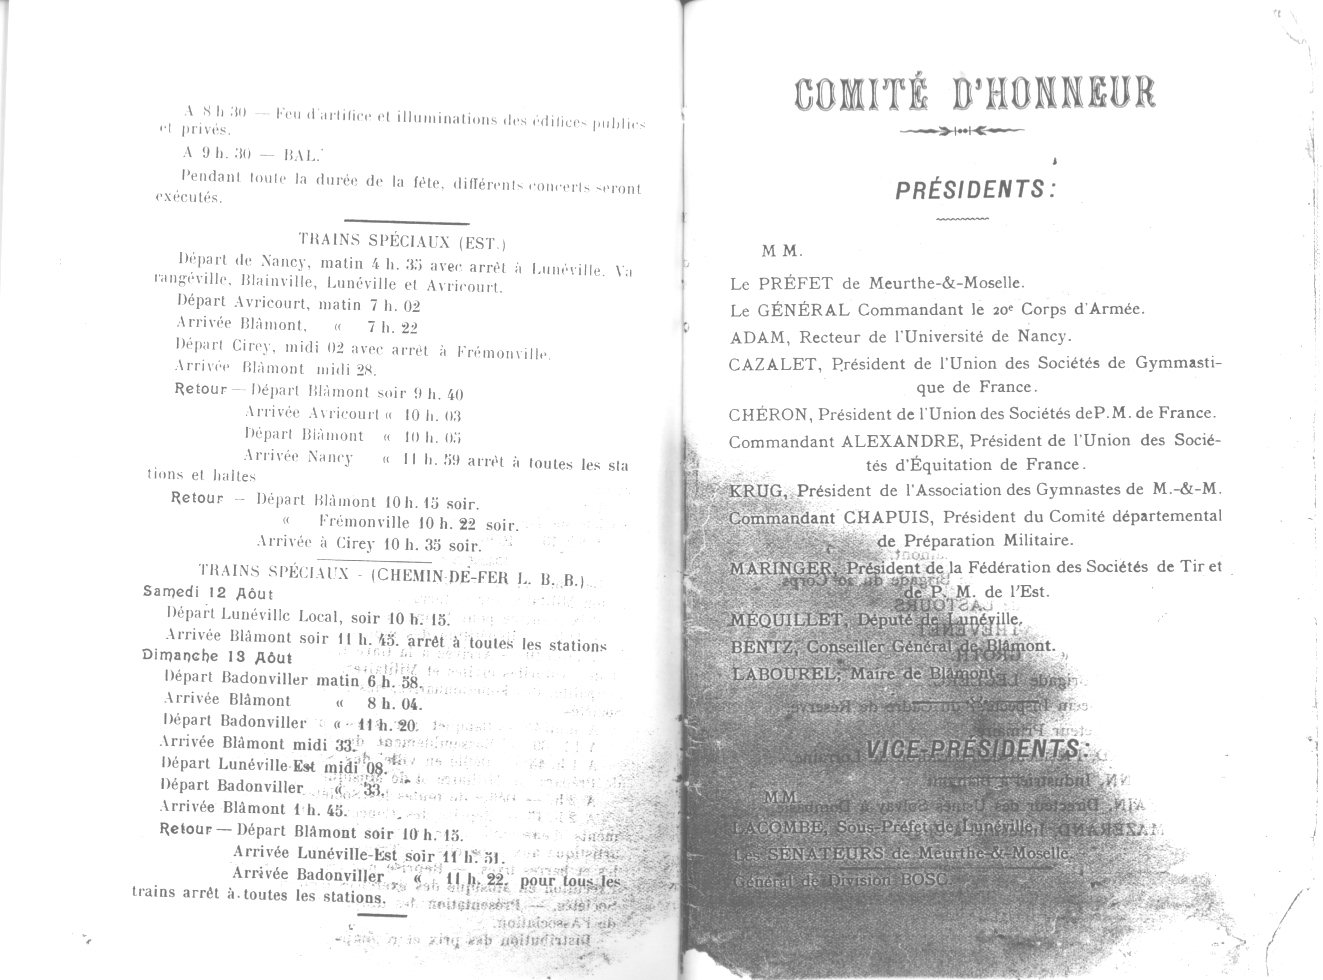 A 8 h 30 — Feu d'artifice et illuminations des édifices publics
et privés.
A 9 h. 30 — BAL.
Pendant toute la durée de la fête, différents concerts seront
exécutés.
TRAINS SPÉCIAUX (EST.)
Départ de Nancy, matin 4 h. 35 avec arrêt à Lunéville. Va
rangéville, Blainville, Lunéville et Avricourt.
Départ Avricourt, matin 7 h. 02
Arrivée Blâmont, « 7 h. 22
Départ Cirey, midi 02 avec arrêt à Frémonville.
Arrivée Blâmont midi 28.
Retour — Départ Blâmont soir 9 h. 40
Arrivée Avricourt « 10 h. 03
Départ Blâmont « 10 h. 05
Arrivée Nancy « 11 h. 59 arrêt à toutes les sta
tions et haltes
Retour — Départ Blâmont 10 h. 15 soir.
« Frémonville 10 h. 22 soir.
Arrivée à Cirey 10 h. 35 soir.
TRAINS SPÉCIAUX - (CHEMIN DE FER L. B. B.)
Samedi 12 Aôut
Départ Lunéville Local, soir 10 h. 15.
Arrivée Blâmont soir 11 h. 45. arrêt à toutes les stations
Dimanche 13 Aôut
Départ Badonviller matin 6 h. 58.
Arrivée Blâmont « 8 h. 04.
Départ Badonviller « 11 h. 20.
Arrivée Blâmont midi 33.
Départ Lunéville-Est midi 08.
Départ Badonviller « 33.
Arrivée Blâmont 1 h. 45.
Retour — Départ Blâmont soir 10 h. 15.
Arrivée Lunéville-Est soir 11 h. 51.
Arrivée Badonviller « 11 h. 22. pour tous les
trains arrêt à toutes les stations.
COMITÉ D'HONNEUR
PRÉSIDENTS :
M M.
Le PRÉFET de Meurthe-&-Moselle.
Le GÉNÉRAL Commandant le 20e Corps d'Armée.
ADAM, Recteur de l'Université de Nancy.
CAZALET, Président de l'Union des Sociétés de Gymmasti-
que de France.
CHÉRON, Président de l'Union des Sociétés de P. M. de France.
Commandant ALEXANDRE, Président de l'Union des Socié-
tés d'Équitation de France.
KRUG, Président de l'Association des Gymnastes de M.-&-M.
Commandant CHAPUIS, Président du Comité départemental
de Préparation Militaire.
MARINGER, Président de la Fédération des Sociétés de Tir et
de P. M. de l'Est.
MÉQUILLET, Député de Lunéville.
BENTZ, Conseiller Général de Blâmont.
LABOUREL, Maire de Blâmont
VICE-PRÉSIDENTS :
MM.
LACOMBE, Sous-Préfet de Lunéville.
Les SÉNATEURS de Meurthe-&-Moselle.
Général de Division BOSC.